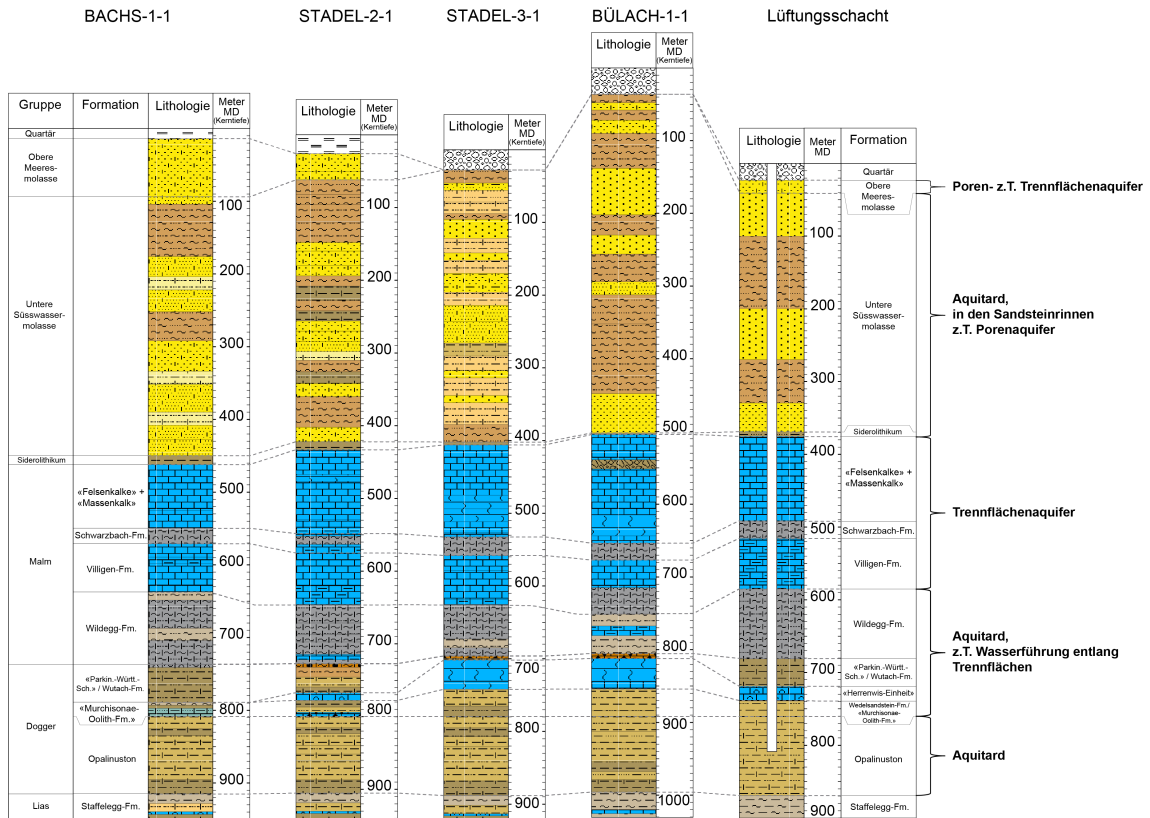 BACHS-1-1
STADEL-2-1
STADEL-3-1
BÜLACH-1-1
Lüftungsschacht
Gruppe
Formation
Lithologie
Meter
MD
(Kerntiefe)
Quartär
Obere
Meeres-
molasse
Untere
Süsswasser-
molasse
Siderolithikum
Malm
«Felsenkalke» +
«Massenkalk»
Schwarzbach-Fm.
Villigen-Fm.
Wildegg-Fm.
Dogger
«Parkin.-Württ.-
Sch.» / Wutach-Fm.
«Murchisonae-
Oolith-Fm.»
Opalinuston
Lias
Staffelegg-Fm.
100
200
300
400
500
600
700
800
900
Lithologie
Meter
MD
(Kerntiefe)
100
200
300
400
500
600
700
800
900
Lithologie
Meter
MD
(Kerntiefe)
100
200
300
400
500
600
700
800
900
Lithologie
Meter
MD
(Kerntiefe)
100
200
300
400
500
600
700
800
900
1000
Lithologie
Meter
MD
Formation
100
200
300
400
500
600
700
800
900
Quartär
Obere
Meeres-
molasse
Untere
Süsswasser-
molasse
Siderolithikum
«Felsenkalke» +
«Massenkalk»
Schwarzbach-Fm.
Villigen-Fm.
Wildegg-Fm.
«Parkin.-Württ.-
Sch.» / Wutach-Fm.
«Herrenwis-Einheit»
Wedelsandstein-Fm./
«Murchisonae-
Oolith-Fm.»
Opalinuston
Staffelegg-Fm.
Poren- z.T. Trennflächenaquifer
Aquitard,
in den Sandsteinrinnen
z.T. Porenaquifer
Trennflächenaquifer
Aquitard,
z.T. Wasserführung entlang
Trennflächen
Aquitard